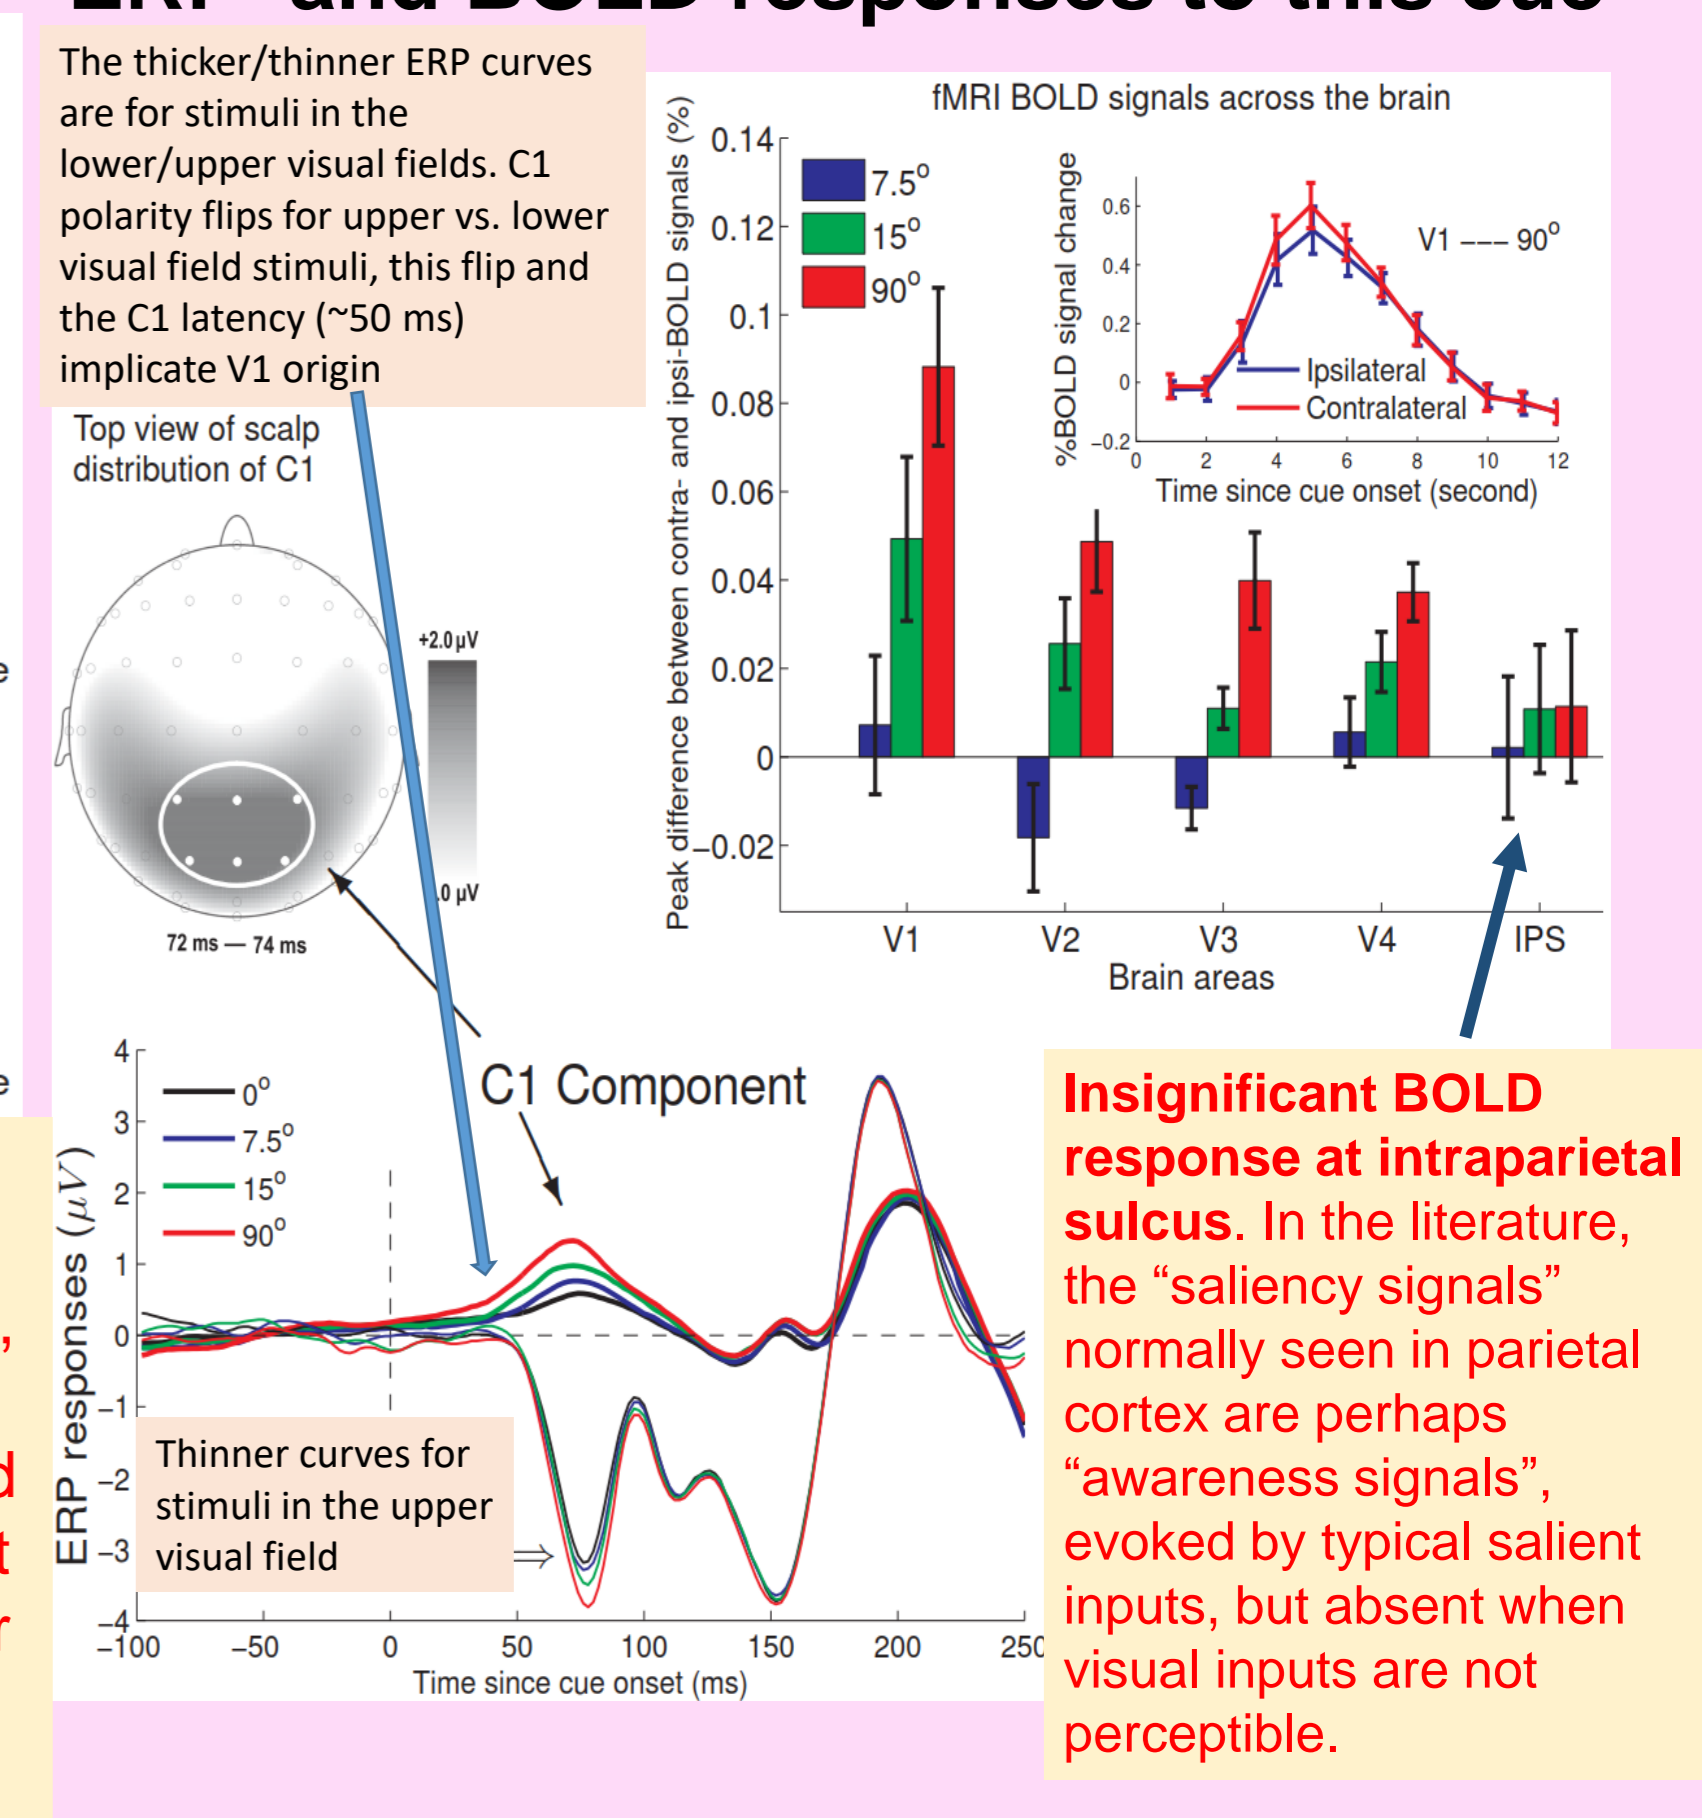 ERP and BOLD responses to this cue
The thicker/thinner ERP curves
are for stimuli in the
lower/upper visual fields. C1
polarity flips for upper vs. lower
visual field stimuli, this flip and
the C1 latency (~50 ms)
implicate V1 origin
Top view of scalp
distribution of C1
+2.0 µV
.0 µV
72 ms — 74 ms
fMRI BOLD signals across the brain
Peak difference between contra- and ipsi-BOLD signals (%)
0.14
0.12
0.1
0.08
0.06
0.04
0.02
0
−0.02
7.5°
15°
90°
%BOLD signal change
0.6
0.4
0.2
0
−0.2
V1 --- 90°
Ipsilateral
Contralateral
0 2 4 6 8 10 12
Time since cue onset (second)
V1 V2 V3 V4 IPS
Brain areas
C1 Component
ERP responses (µV)
4
3
2
1
0
−1
−2
−3
−4
0°
7.5°
15°
90°
Thinner curves for
stimuli in the upper
visual field
⇒
−100 −50 0 50 100 150 200 250
Time since cue onset (ms)
Insignificant BOLD
response at intraparietal
sulcus. In the literature,
the “saliency signals”
normally seen in parietal
cortex are perhaps
“awareness signals”,
evoked by typical salient
inputs, but absent when
visual inputs are not
perceptible.